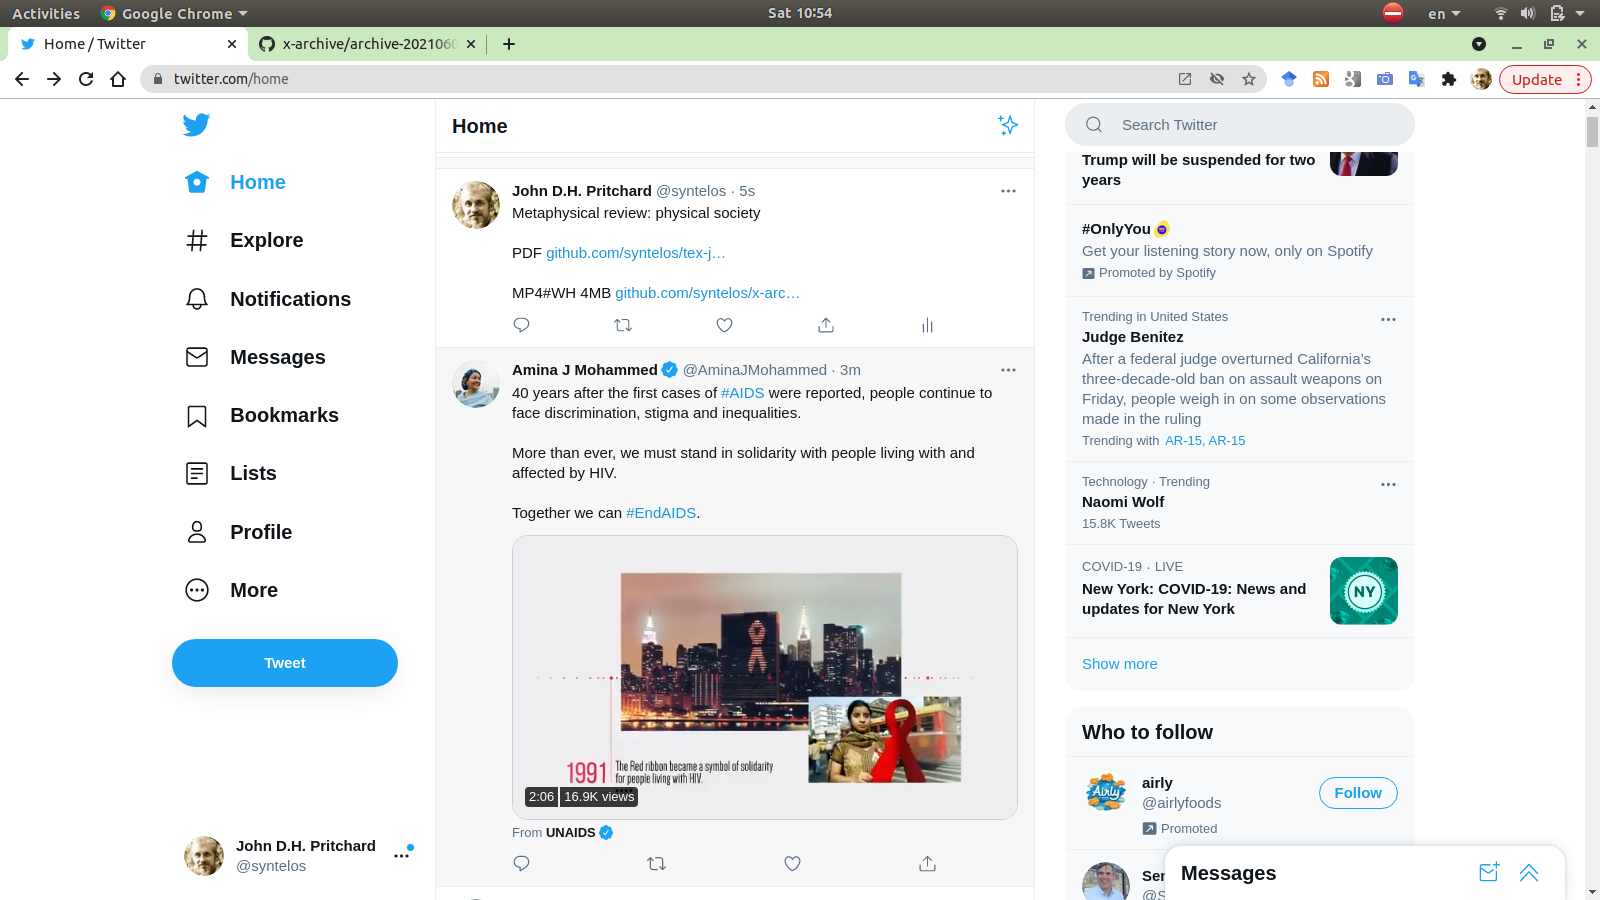 Activities
Google Chrome
Sat 10:54
en
Home / Twitter
x-archive/archive-2021060
twitter.com/home
Update
Home
Explore
Notifications
Messages
Bookmarks
Lists
Profile
More
Tweet
John D.H. Pritchard
@syntelos
Home
John D.H. Pritchard @syntelos · 5s
Metaphysical review: physical society
PDF github.com/syntelos/tex-j…
MP4#WH 4MB github.com/syntelos/x-arc…
Amina J Mohammed @AminaJMohammed · 3m
40 years after the first cases of #AIDS were reported, people continue to
face discrimination, stigma and inequalities.
More than ever, we must stand in solidarity with people living with and
affected by HIV.
Together we can #EndAIDS.
1991
The Red ribbon became a symbol of solidarity
for people living with HIV.
2:06
16.9K views
From UNAIDS
Search Twitter
Trump will be suspended for two
years
#OnlyYou
Get your listening story now, only on Spotify
Promoted by Spotify
Trending in United States
Judge Benitez
After a federal judge overturned California's
three-decade-old ban on assault weapons on
Friday, people weigh in on some observations
made in the ruling
Trending with AR-15, AR-15
Technology · Trending
Naomi Wolf
15.8K Tweets
COVID-19 · LIVE
New York: COVID-19: News and
updates for New York
NY
Show more
Who to follow
Airly
airly
@airlyfoods
Follow
Promoted
Sen
@S
Messages